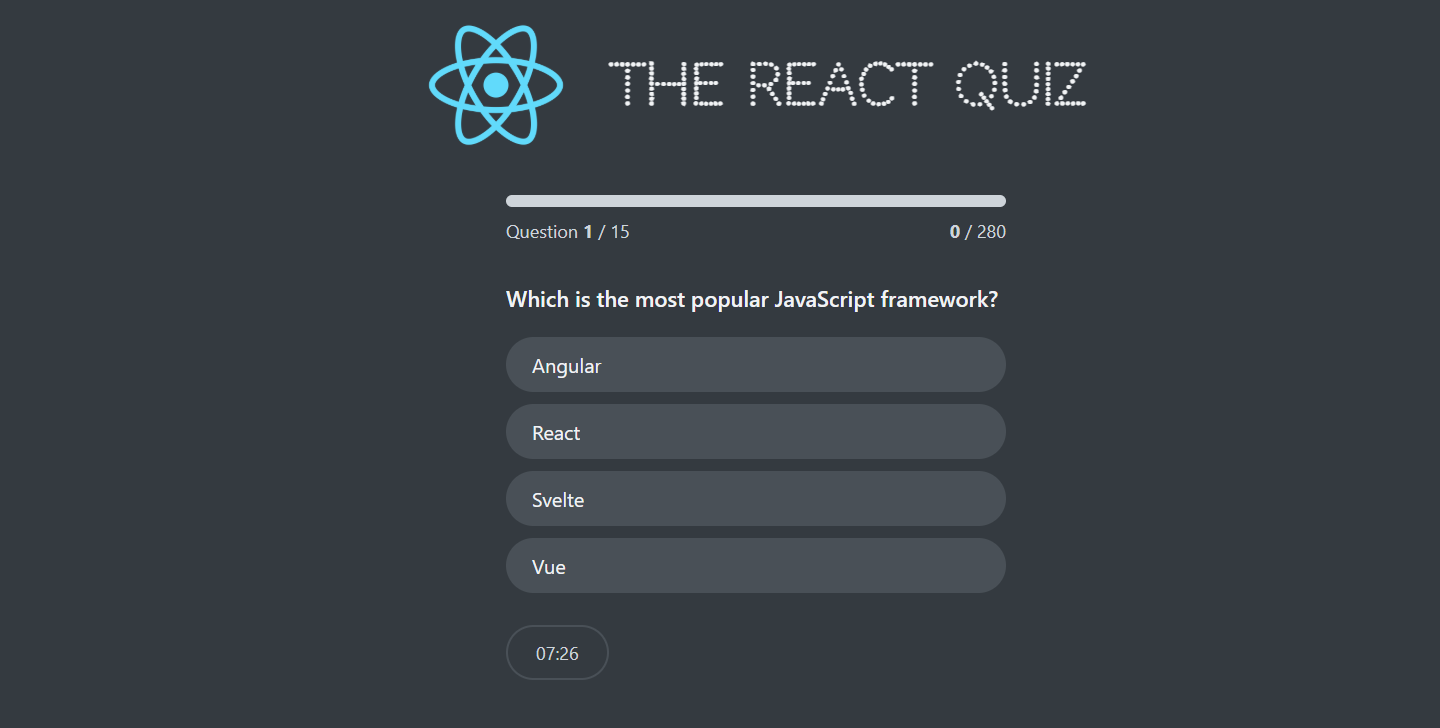 THE REACT QUIZ
Question 1 / 15
0 / 280
Which is the most popular JavaScript framework?
Angular
React
Svelte
Vue
07:26